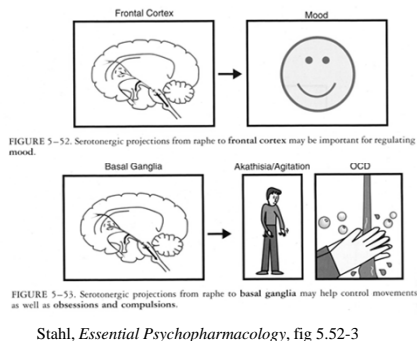 Frontal Cortex
Mood
FIGURE 5–52. Serotonergic projections from raphe to frontal cortex may be important for regulating
mood.
Basal Ganglia
Akathisia/Agitation
OCD
FIGURE 5–53. Serotonergic projections from raphe to basal ganglia may help control movements
as well as obsessions and compulsions.
Stahl, Essential Psychopharmacology, fig 5.52-3